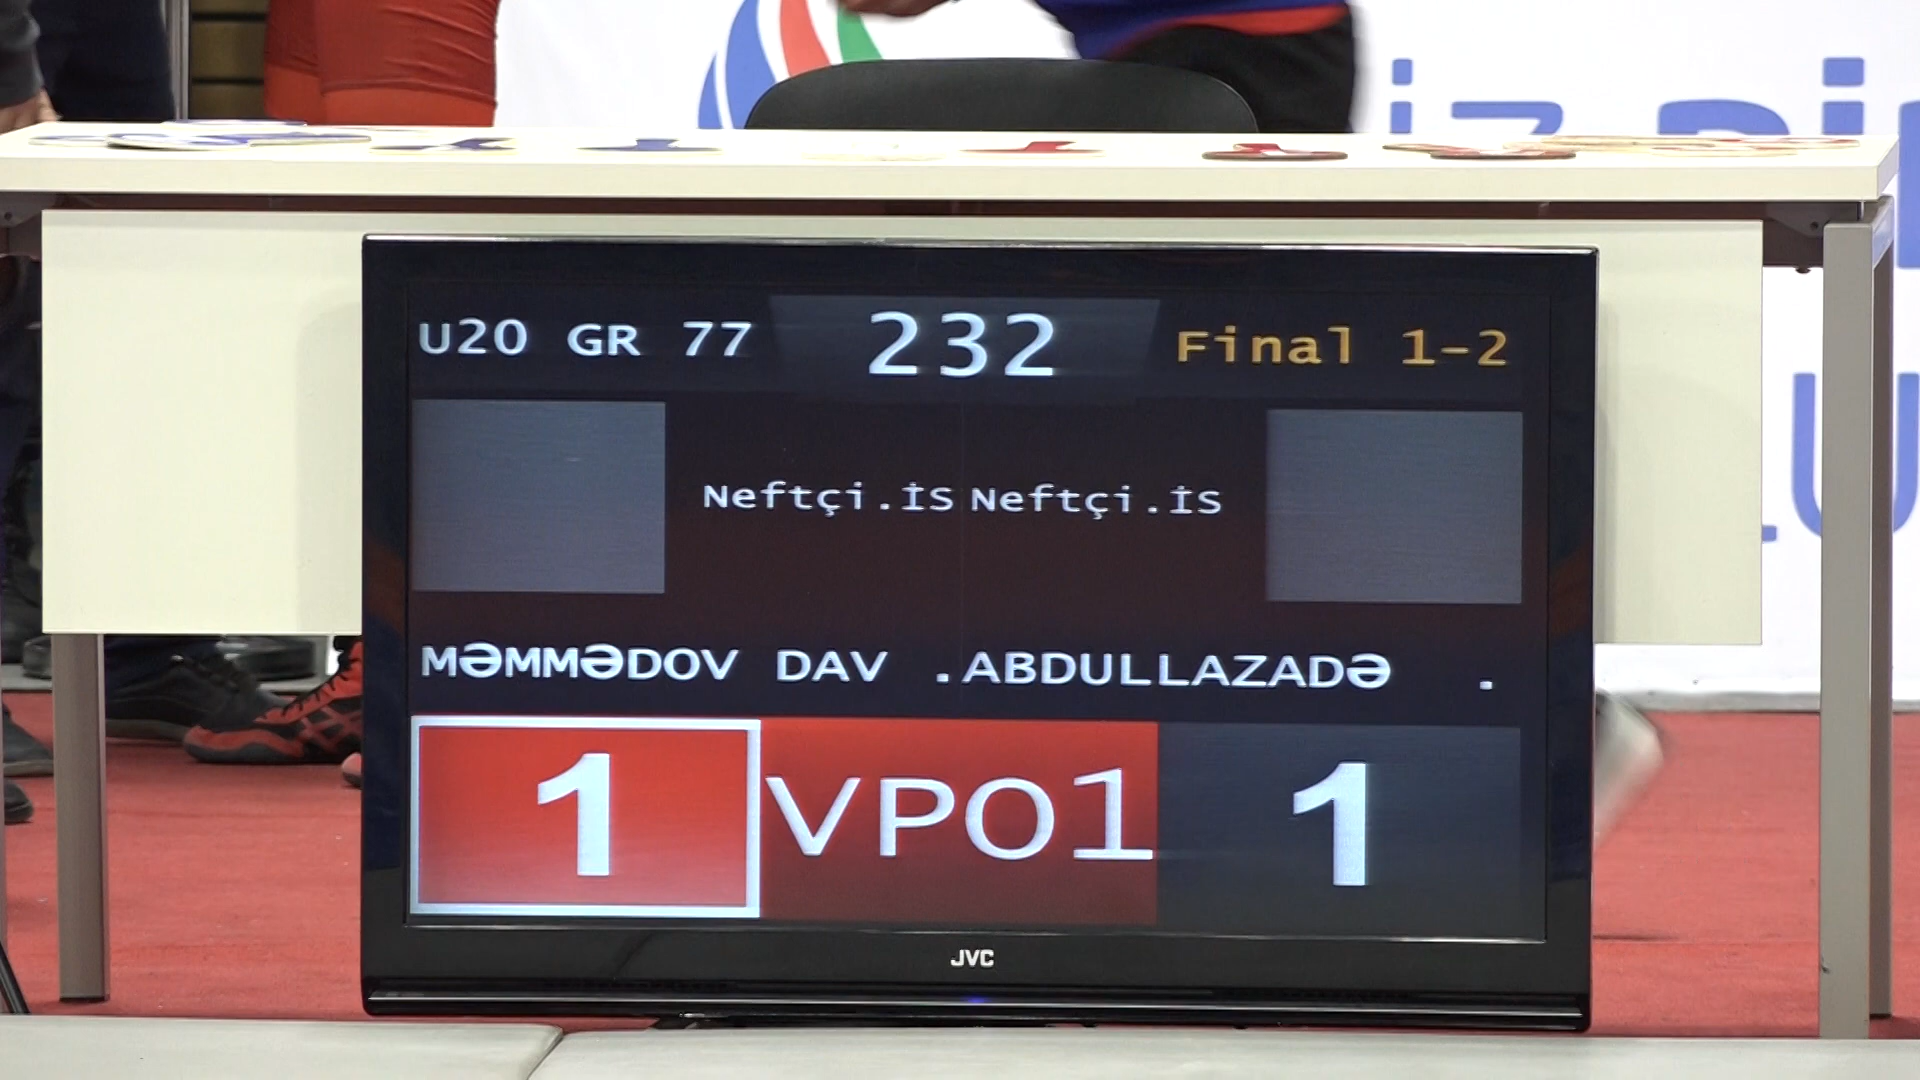 U20 GR 77 232 Final 1-2
Neftçi.İS Neftçi.İS
MƏMMƏDOV DAV .ABDULLAZADƏ .
1 VPO1 1
JVC